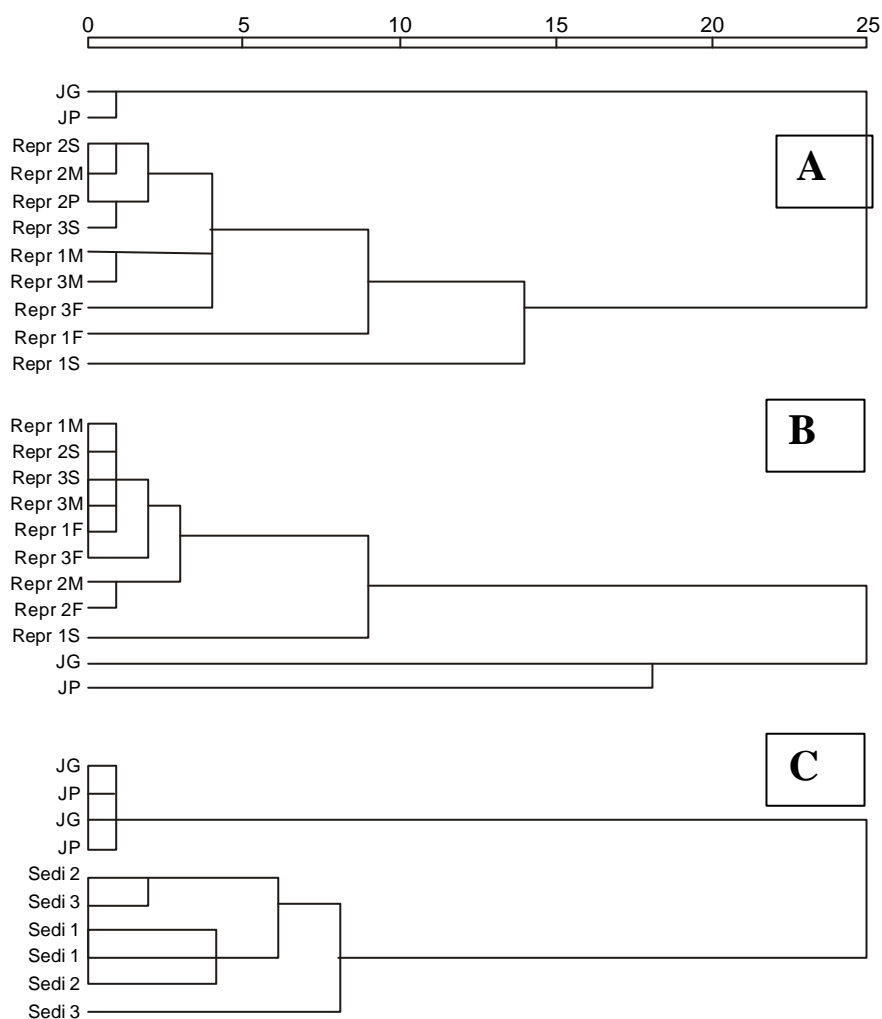 0 5 10 15 20 25
JG
JP
Repr 2S
A
Repr 2M
Repr 2P
Repr 3S
Repr 1M
Repr 3M
Repr 3F
Repr 1F
Repr 1S
Repr 1M
B
Repr 2S
Repr 3S
Repr 3M
Repr 1F
Repr 3F
Repr 2M
Repr 2F
Repr 1S
JG
JP
JG
C
JP
JG
JP
Sedi 2
Sedi 3
Sedi 1
Sedi 1
Sedi 2
Sedi 3